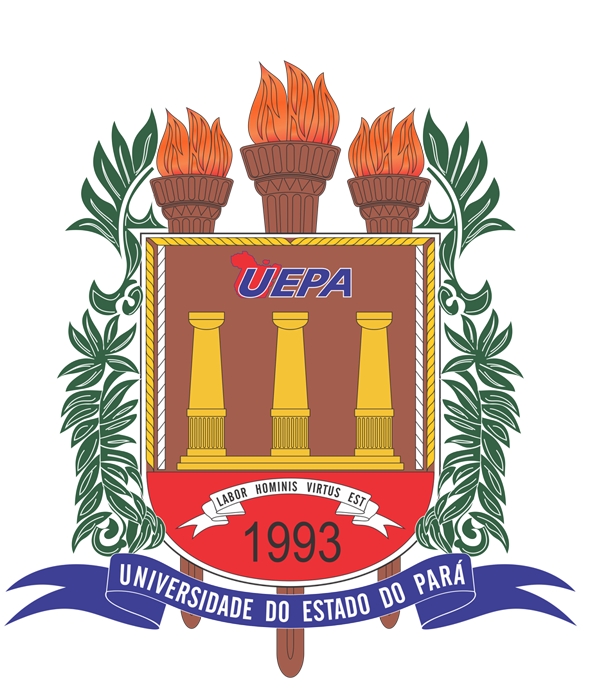 UEPA
LABOR HOMINIS VIRTUS EST
1993
UNIVERSIDADE DO ESTADO DO PARÁ